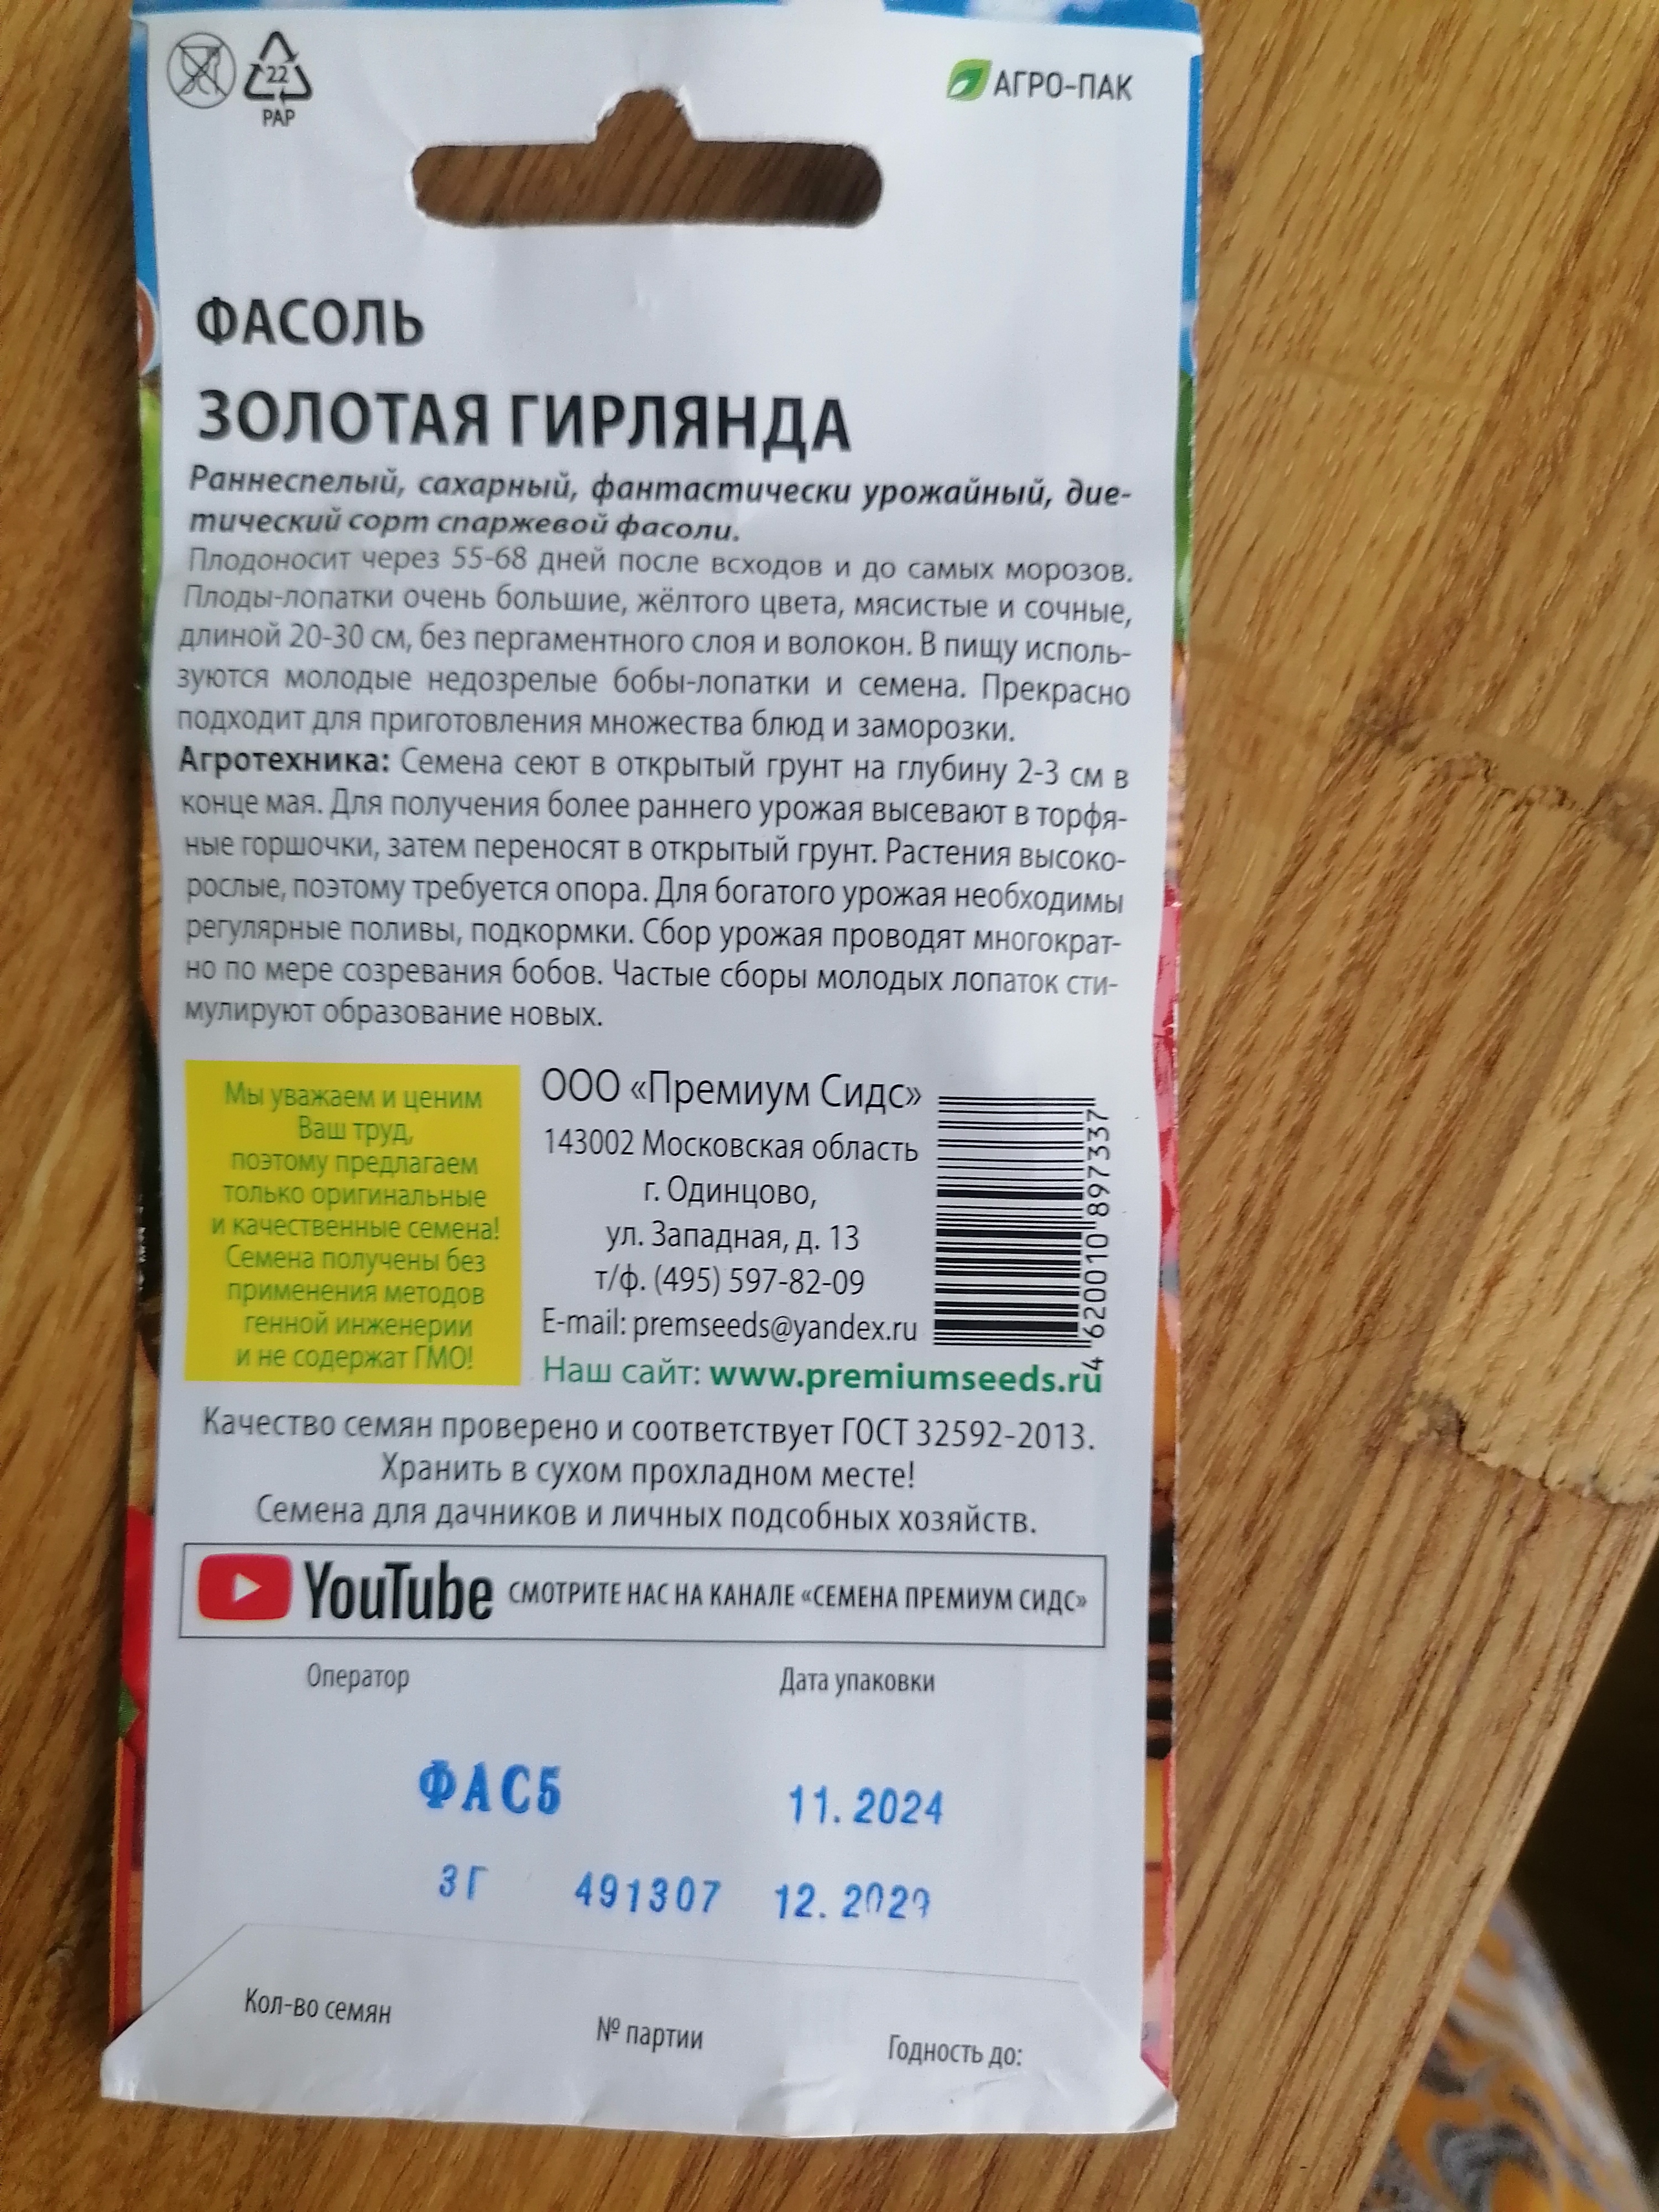 22
PAP
АГРО-ПАК
ФАСОЛЬ
ЗОЛОТАЯ ГИРЛЯНДА
Раннеспелый, сахарный, фантастически урожайный, дие-
тический сорт спаржевой фасоли.
Плодоносит через 55-68 дней после всходов и до самых морозов.
Плоды-лопатки очень большие, жёлтого цвета, мясистые и сочные,
длиной 20-30 см, без пергаментного слоя и волокон. В пищу исполь-
зуются молодые недозрелые бобы-лопатки и семена. Прекрасно
подходит для приготовления множества блюд и заморозки.
Агротехника: Семена сеют в открытый грунт на глубину 2-3 см в
конце мая. Для получения более раннего урожая высевают в торфя-
ные горшочки, затем переносят в открытый грунт. Растения высоко-
рослые, поэтому требуется опора. Для богатого урожая необходимы
регулярные поливы, подкормки. Сбор урожая проводят многократ-
но по мере созревания бобов. Частые сборы молодых лопаток сти-
мулируют образование новых.
Мы уважаем и ценим
Ваш труд,
поэтому предлагаем
только оригинальные
и качественные семена!
Семена получены без
применения методов
генной инженерии
и не содержат ГМО!
ООО «Премиум Сидс»
143002 Московская область
г. Одинцово,
ул. Западная, д. 13
т/ф. (495) 597-82-09
E-mail: premseeds@yandex.ru
Наш сайт: www.premiumseeds.ru
4 620010 897337
Качество семян проверено и соответствует ГОСТ 32592-2013.
Хранить в сухом прохладном месте!
Семена для дачников и личных подсобных хозяйств.
YouTube СМОТРИТЕ НАС НА КАНАЛЕ «СЕМЕНА ПРЕМИУМ СИДС»
Оператор Дата упаковки
ФАС5 11.2024
3Г 491307 12.2029
Кол-во семян № партии Годность до: